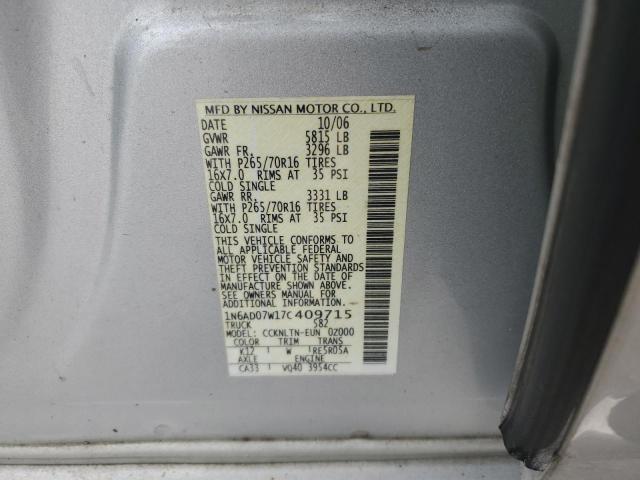 MFD BY NISSAN MOTOR CO., LTD.
DATE 10/06
GVWR 5815 LB
GAWR FR. 3296 LB
WITH P265/70R16 TIRES
16X7.0 RIMS AT 35 PSI
COLD SINGLE
GAWR RR. 3331 LB
WITH P265/70R16 TIRES
16X7.0 RIMS AT 35 PSI
COLD SINGLE
THIS VEHICLE CONFORMS TO
ALL APPLICABLE FEDERAL
MOTOR VEHICLE SAFETY AND
THEFT PREVENTION STANDARDS
IN EFFECT ON THE DATE OF
MANUFACTURE SHOWN ABOVE.
SEE OWNERS MANUAL FOR
ADDITIONAL INFORMATION
1N6AD07W17C409715
TRUCK 582
MODEL: CCKNLTN-EUN 02000
COLOR TRIM TRANS
K12 W RE5R05A
AXLE ENGINE
CA33 VQ40 3954CC